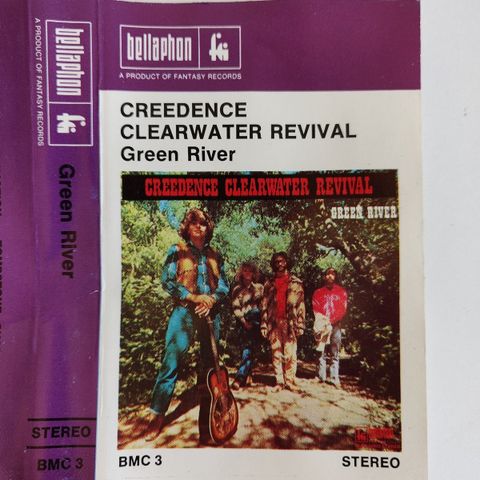 bellaphon
A PRODUCT OF FANTASY RECORDS
Green River
STEREO
BMC 3
bellaphon
A PRODUCT OF FANTASY RECORDS
CREEDENCE
CLEARWATER REVIVAL
Green River
CREEDENCE CLEARWATER REVIVAL
GREEN RIVER
BMC 3
STEREO